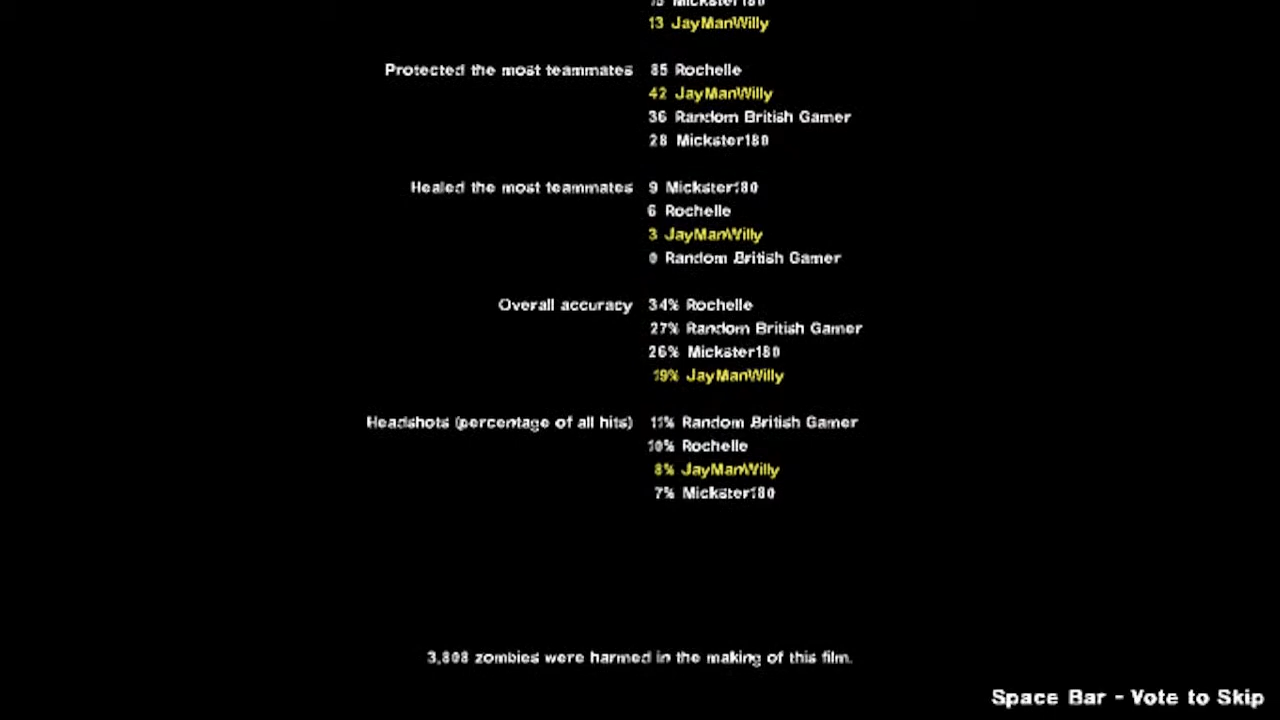 13 JayManWilly
Protected the most teammates 85 Rochelle
42 JayManWilly
36 Random British Gamer
28 Mickster180
Healed the most teammates 9 Mickster180
6 Rochelle
3 JayManWilly
0 Random British Gamer
Overall accuracy 34% Rochelle
27% Random British Gamer
26% Mickster180
19% JayManWilly
Headshots (percentage of all hits) 11% Random British Gamer
10% Rochelle
8% JayManWilly
7% Mickster180
zombies were harmed in the making of this film.
Space Bar - Vote to Skip